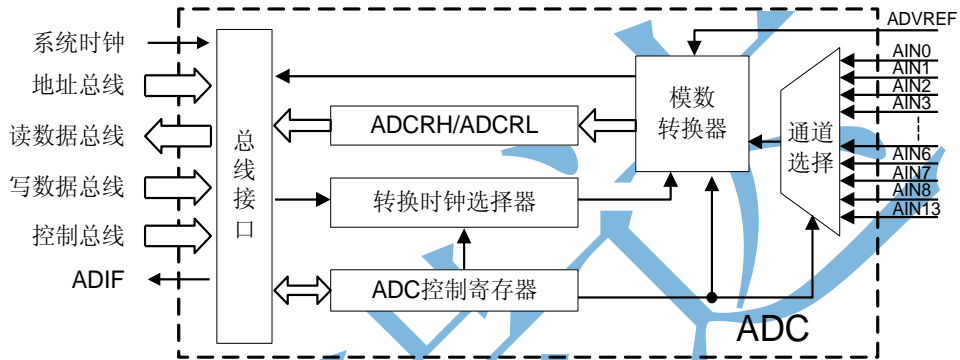 系统时钟
地址总线
读数据总线
写数据总线
控制总线
ADIF
总线接口
ADCRH/ADCRL
转换时钟选择器
ADC控制寄存器
模数
转换器
通道
选择
ADVREF
AIN0
AIN1
AIN2
AIN3
AIN6
AIN7
AIN8
AIN13
ADC